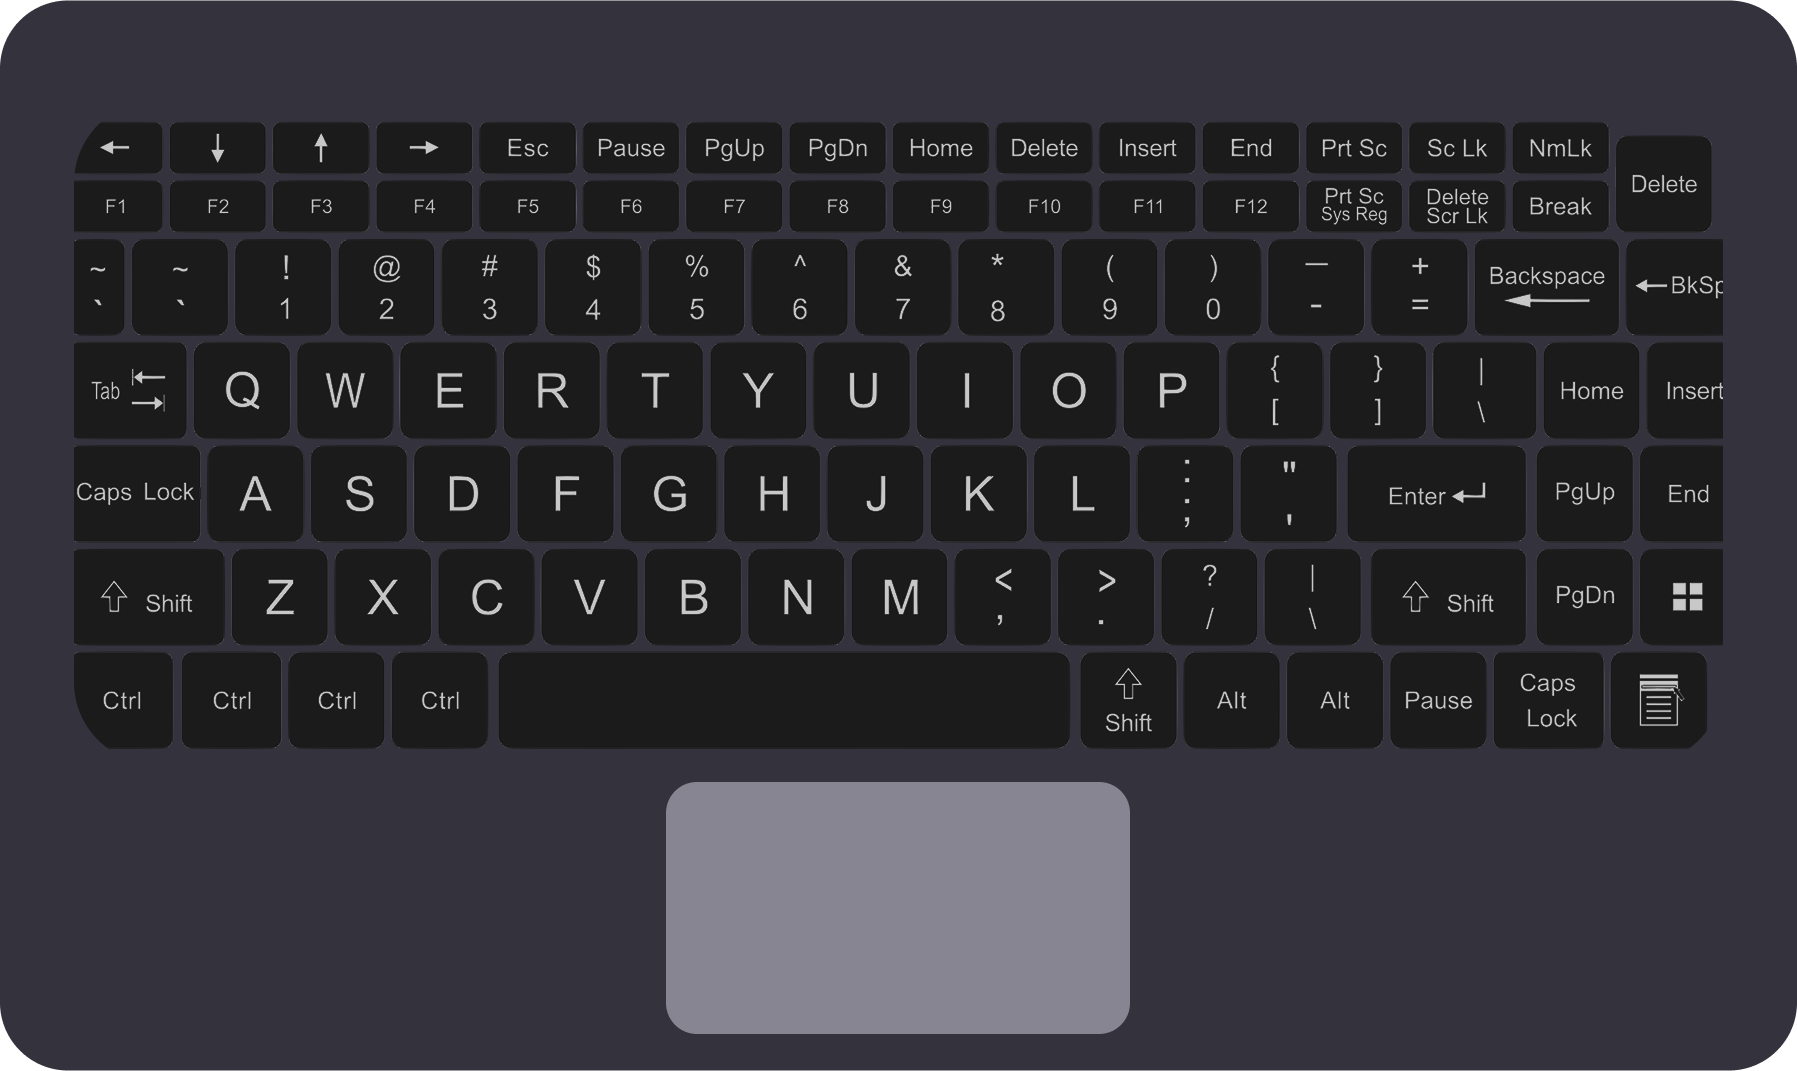 ← ↓ ↑ → Esc Pause PgUp PgDn Home Delete Insert End Prt Sc Sc Lk NmLk
Delete
F1 F2 F3 F4 F5 F6 F7 F8 F9 F10 F11 F12 Prt Sc Delete Break
Sys Reg Scr Lk
~ ~ ! @ # $ % ^ & * ( ) — + Backspace ←BkSp
` ` 1 2 3 4 5 6 7 8 9 0 - =
Tab Q W E R T Y U I O P { } | Home Insert
[ ] \
Caps Lock A S D F G H J K L : " Enter PgUp End
; '
Shift Z X C V B N M < > ? | Shift PgDn
, . / \
Ctrl Ctrl Ctrl Ctrl Shift Alt Alt Pause Caps
Lock